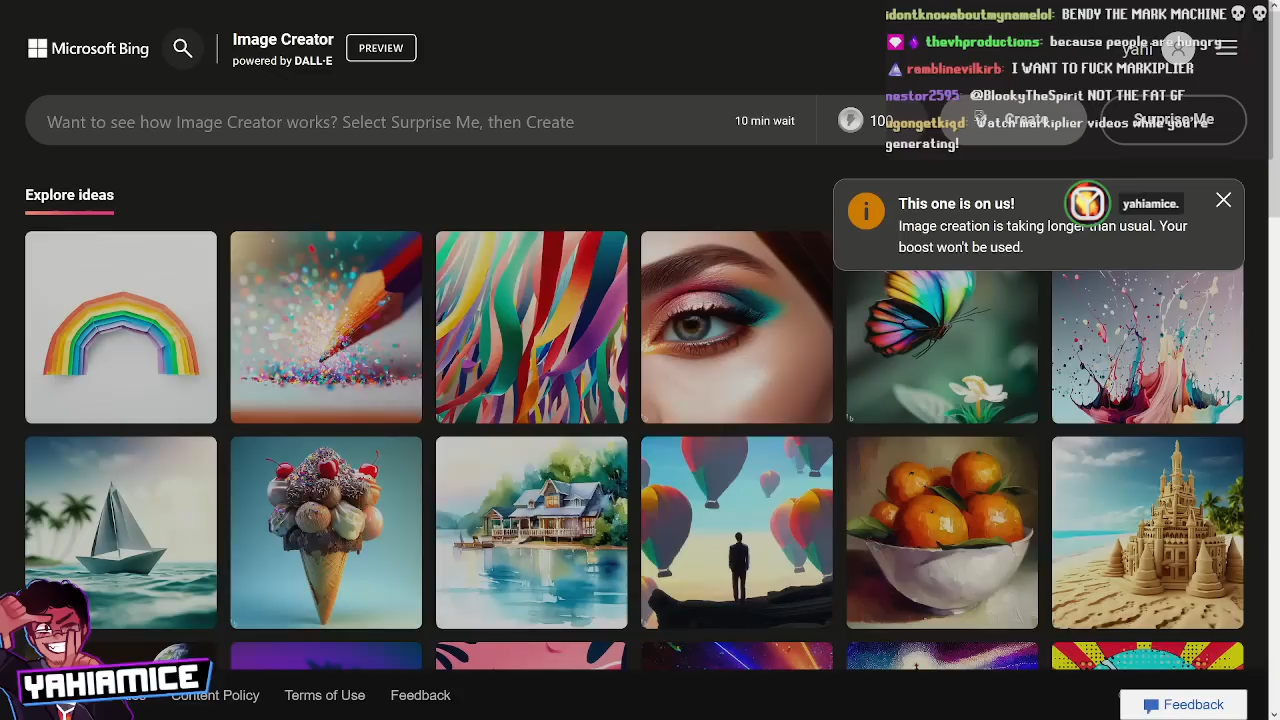 Microsoft Bing
Image Creator
powered by DALL·E
PREVIEW
Want to see how Image Creator works? Select Surprise Me, then Create
10 min wait
100
Create
Surprise Me
yahi
dontknowaboutmynamelol: BENDY THE MARK MACHINE
thevhproductions: because people are hungry
ramblinevilkirb: I WANT TO FUCK MARKIPLIER
nestor2595: @BlookyTheSpirit NOT THE FAT GF
ugongetkiqd: Watch markiplier videos while you're
generating!
Explore ideas
This one is on us!
yahiamice.
Image creation is taking longer than usual. Your
boost won't be used.
YAHIAMICE
Content Policy
Terms of Use
Feedback
Feedback